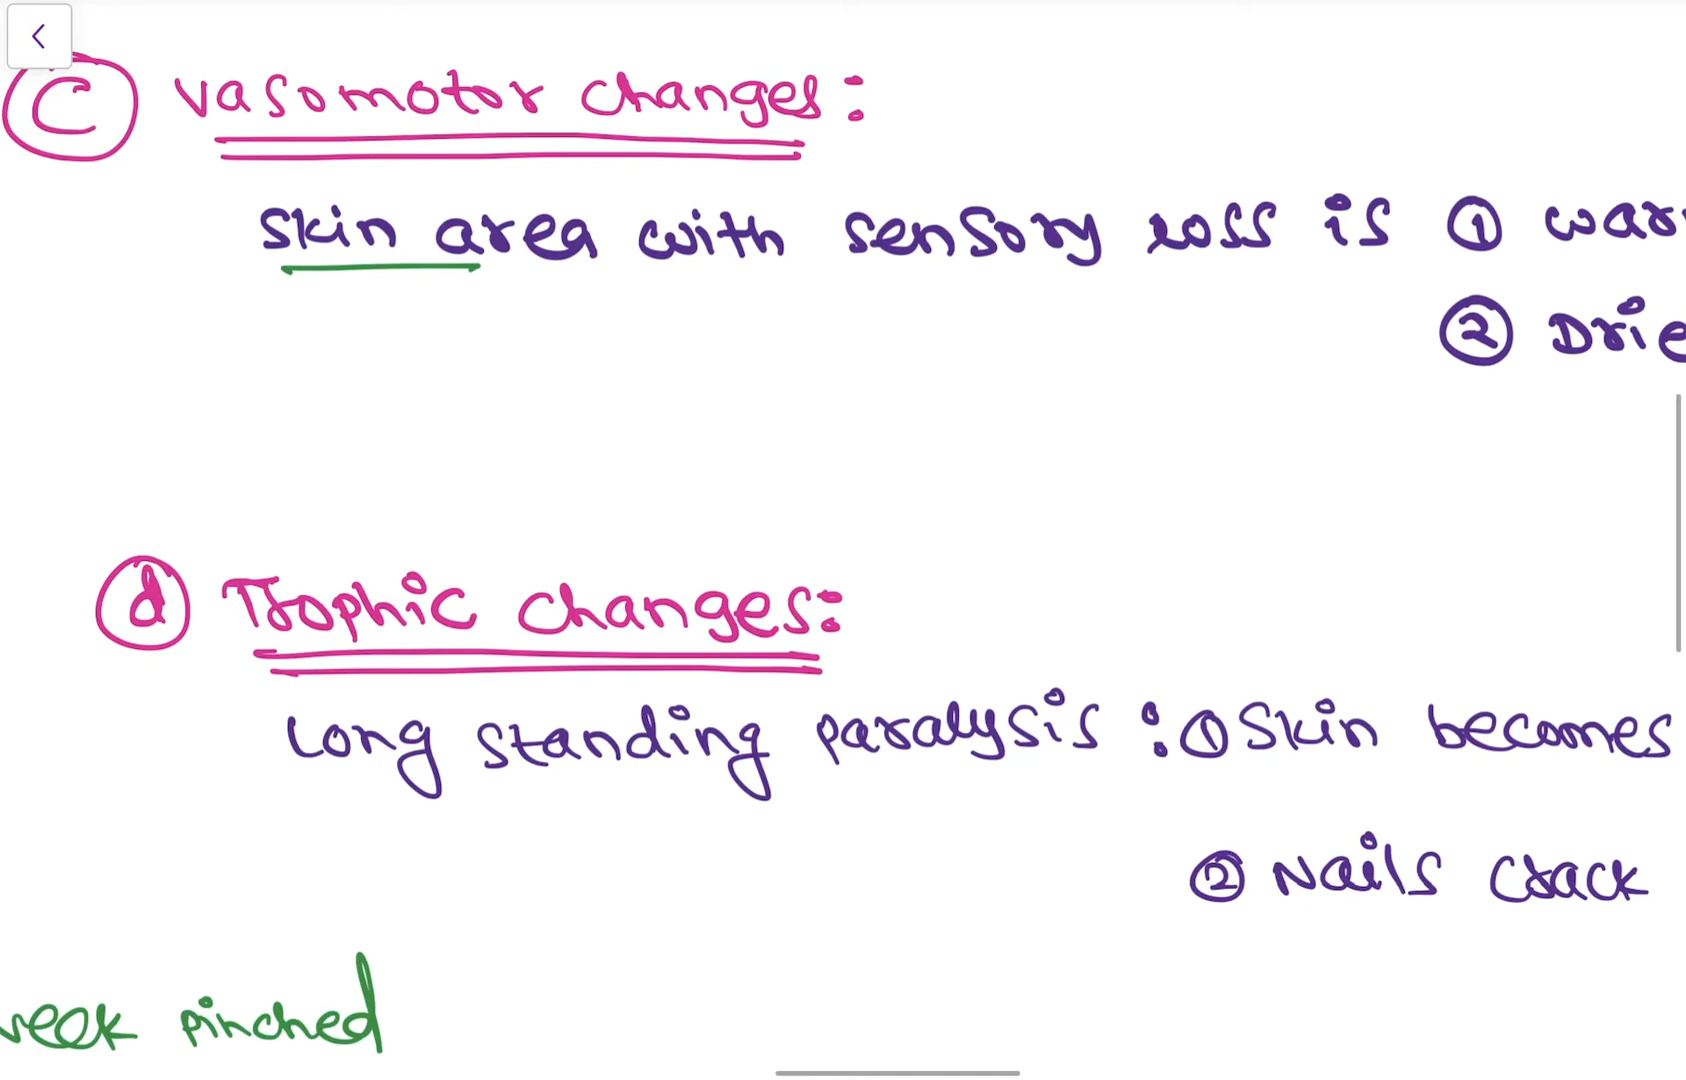 C vasomotor changes:
skin area with sensory loss is ① war
② Drie
d Trophic changes:
Long standing paralysis : ① Skin becomes
② Nails crack
pinched